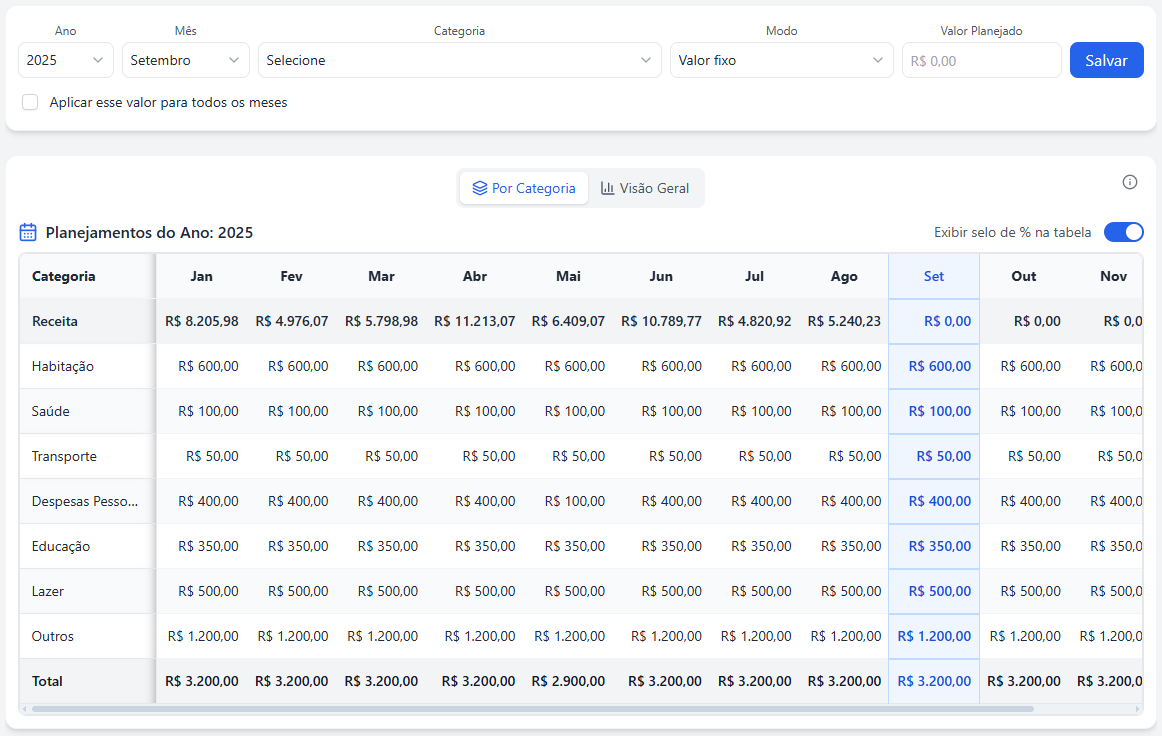 Ano Mês Categoria Modo Valor Planejado
2025 Setembro Selecione Valor fixo R$ 0,00 Salvar
Aplicar esse valor para todos os meses
Por Categoria Visão Geral
Planejamentos do Ano: 2025 Exibir selo de % na tabela
Categoria Jan Fev Mar Abr Mai Jun Jul Ago Set Out Nov
Receita R$ 8.205,98 R$ 4.976,07 R$ 5.798,98 R$ 11.213,07 R$ 6.409,07 R$ 10.789,77 R$ 4.820,92 R$ 5.240,23 R$ 0,00 R$ 0,00 R$ 0,0
Habitação R$ 600,00 R$ 600,00 R$ 600,00 R$ 600,00 R$ 600,00 R$ 600,00 R$ 600,00 R$ 600,00 R$ 600,00 R$ 600,00 R$ 600,0
Saúde R$ 100,00 R$ 100,00 R$ 100,00 R$ 100,00 R$ 100,00 R$ 100,00 R$ 100,00 R$ 100,00 R$ 100,00 R$ 100,00 R$ 100,0
Transporte R$ 50,00 R$ 50,00 R$ 50,00 R$ 50,00 R$ 50,00 R$ 50,00 R$ 50,00 R$ 50,00 R$ 50,00 R$ 50,00 R$ 50,0
Despesas Pesso... R$ 400,00 R$ 400,00 R$ 400,00 R$ 400,00 R$ 100,00 R$ 400,00 R$ 400,00 R$ 400,00 R$ 400,00 R$ 400,00 R$ 400,0
Educação R$ 350,00 R$ 350,00 R$ 350,00 R$ 350,00 R$ 350,00 R$ 350,00 R$ 350,00 R$ 350,00 R$ 350,00 R$ 350,00 R$ 350,0
Lazer R$ 500,00 R$ 500,00 R$ 500,00 R$ 500,00 R$ 500,00 R$ 500,00 R$ 500,00 R$ 500,00 R$ 500,00 R$ 500,00 R$ 500,0
Outros R$ 1.200,00 R$ 1.200,00 R$ 1.200,00 R$ 1.200,00 R$ 1.200,00 R$ 1.200,00 R$ 1.200,00 R$ 1.200,00 R$ 1.200,00 R$ 1.200,00 R$ 1.200,0
Total R$ 3.200,00 R$ 3.200,00 R$ 3.200,00 R$ 3.200,00 R$ 2.900,00 R$ 3.200,00 R$ 3.200,00 R$ 3.200,00 R$ 3.200,00 R$ 3.200,00 R$ 3.200,0